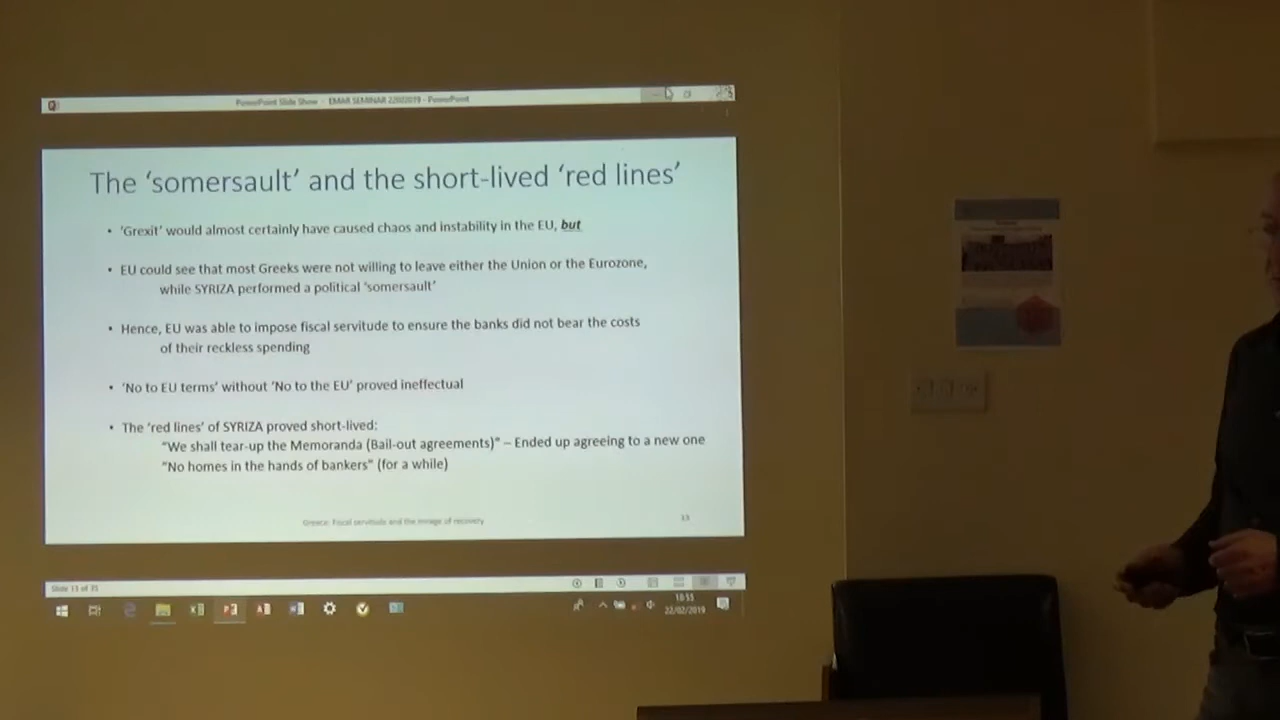 PowerPoint Slide Show - EMAR SEMINAR 22022019 - PowerPoint
The ‘somersault’ and the short-lived ‘red lines’
• ‘Grexit’ would almost certainly have caused chaos and instability in the EU, but
• EU could see that most Greeks were not willing to leave either the Union or the Eurozone,
while SYRIZA performed a political ‘somersault’
• Hence, EU was able to impose fiscal servitude to ensure the banks did not bear the costs
of their reckless spending
• ‘No to EU terms’ without ‘No to the EU’ proved ineffectual
• The ‘red lines’ of SYRIZA proved short-lived:
“We shall tear-up the Memoranda (Bail-out agreements)” – Ended up agreeing to a new one
“No homes in the hands of bankers” (for a while)
Greece: Fiscal servitude and the mirage of recovery
13
Slide 13 of
18:55
22/02/2019